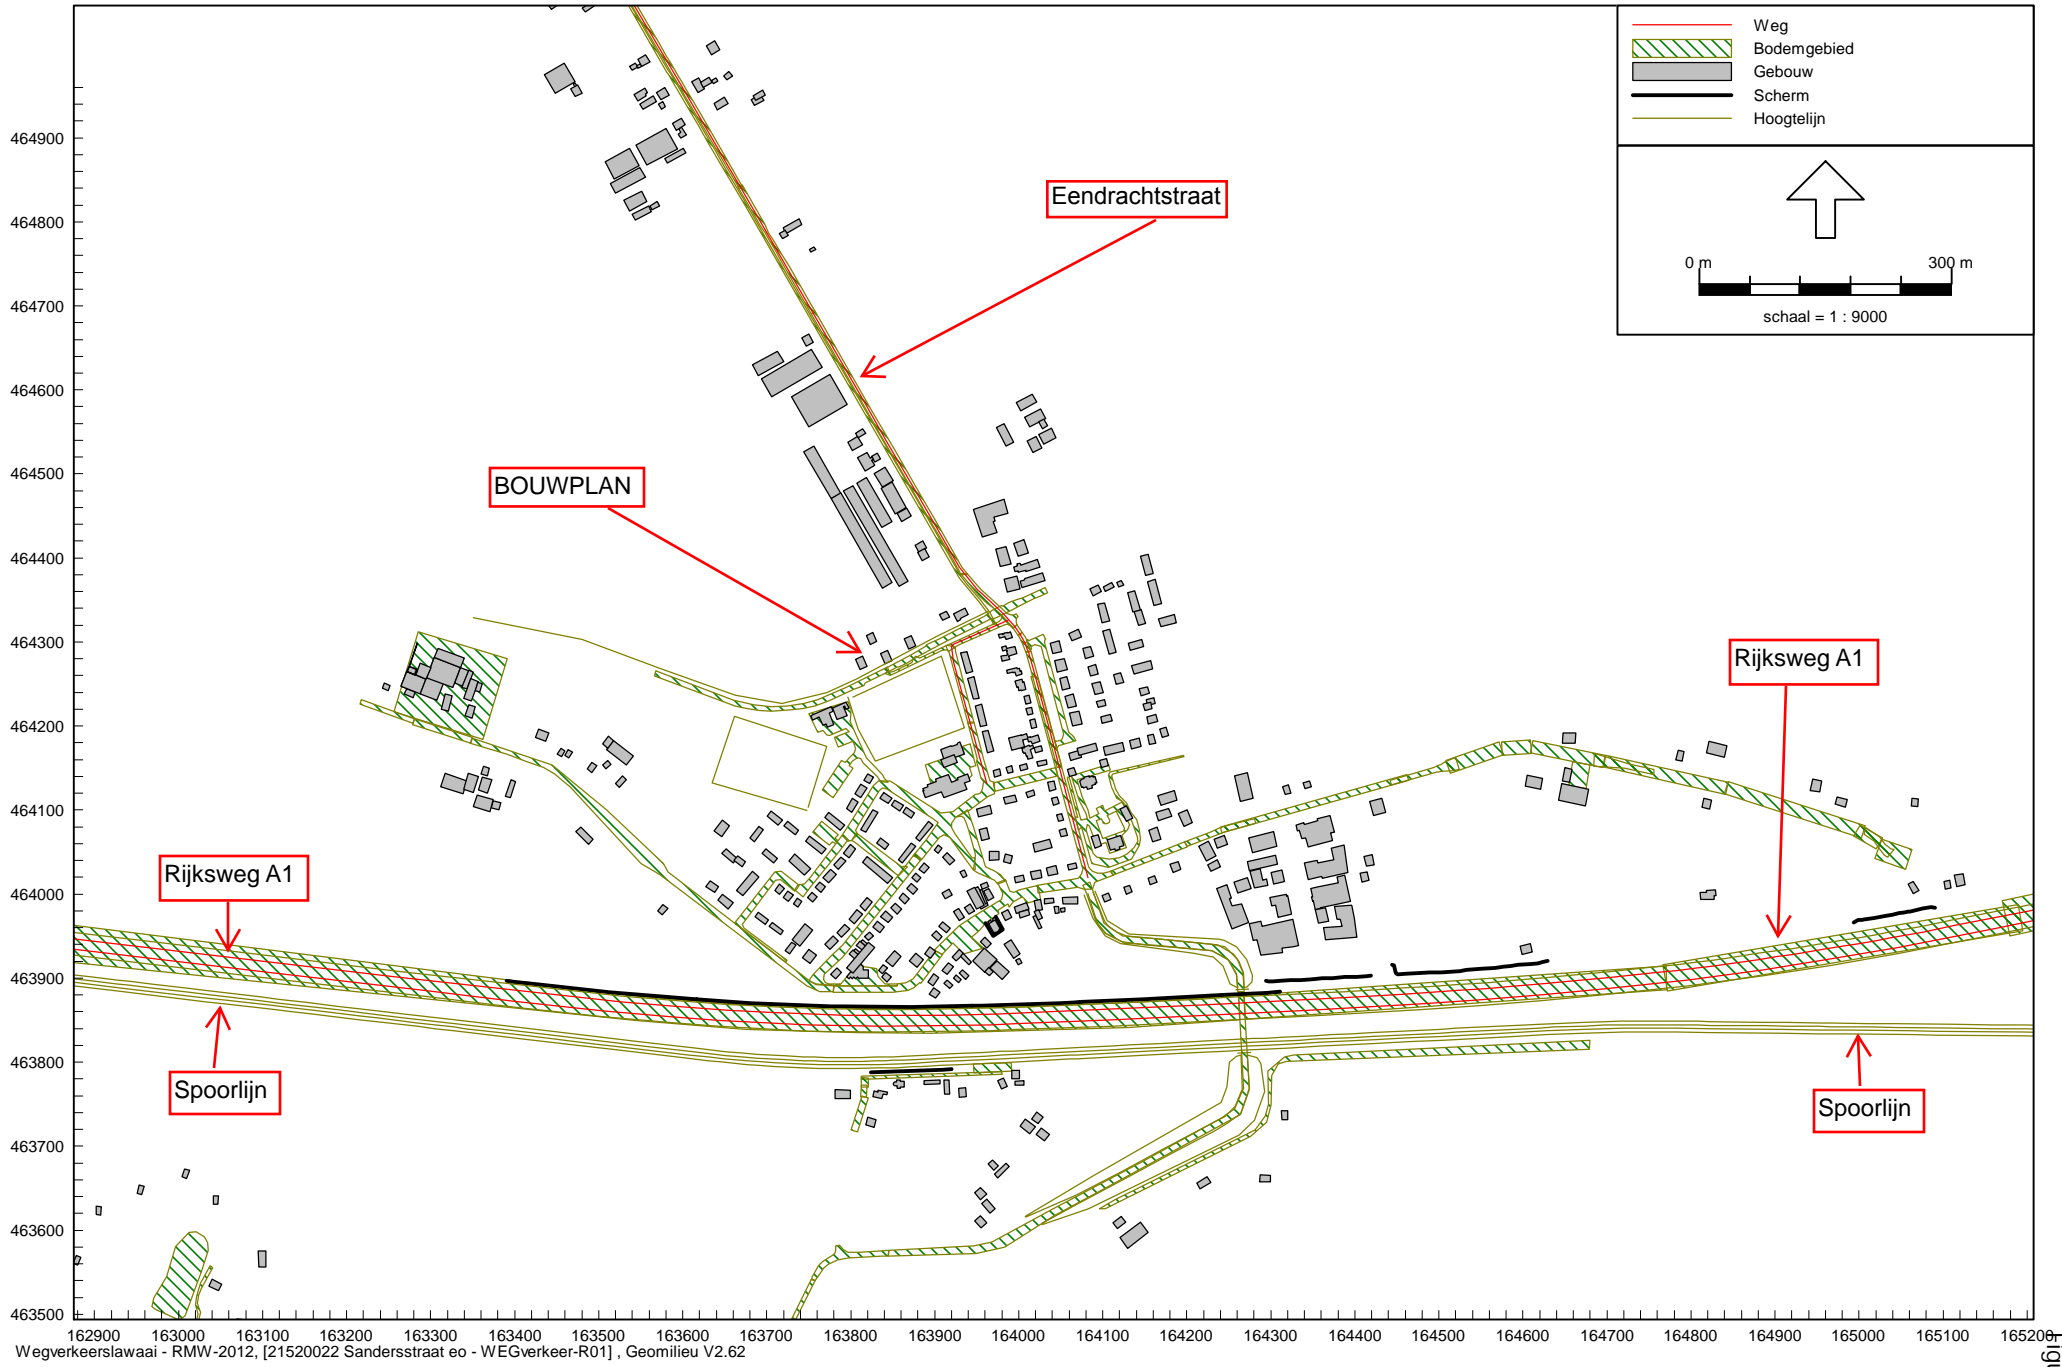 Weg
Bodemgebied
Gebouw
Scherm
Hoogtelijn
0 m 300 m
schaal = 1 : 9000
Eendrachtstraat
BOUWPLAN
Rijksweg A1
Rijksweg A1
Spoorlijn
Spoorlijn
464900
464800
464700
464600
464500
464400
464300
464200
464100
464000
463900
463800
463700
463600
463500
162900 163000 163100 163200 163300 163400 163500 163600 163700 163800 163900 164000 164100 164200 164300 164400 164500 164600 164700 164800 164900 165000 165100 165200
Wegverkeerslawaai - RMW-2012, [21520022 Sandersstraat eo - WEGverkeer-R01] , Geomilieu V2.62